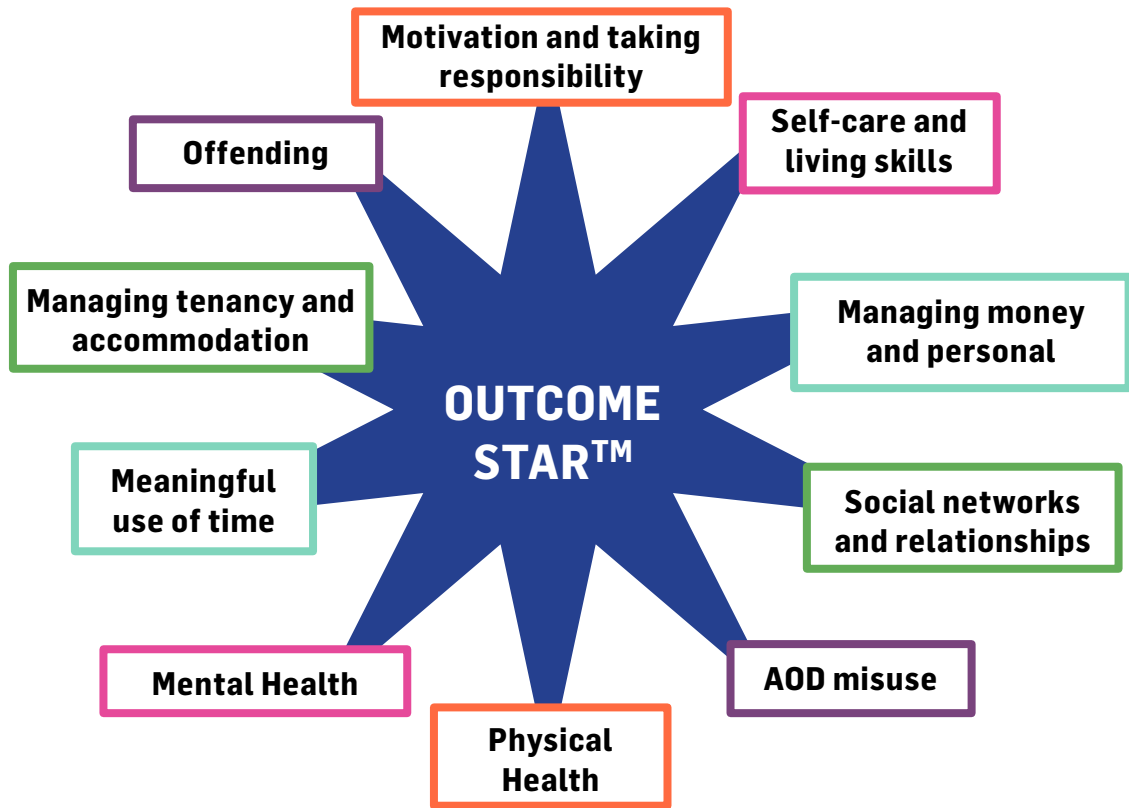 Motivation and taking
responsibility
Self-care and
living skills
Managing money
and personal
Social networks
and relationships
AOD misuse
Physical
Health
Mental Health
Meaningful
use of time
Managing tenancy and
accommodation
Offending
OUTCOME
STAR™